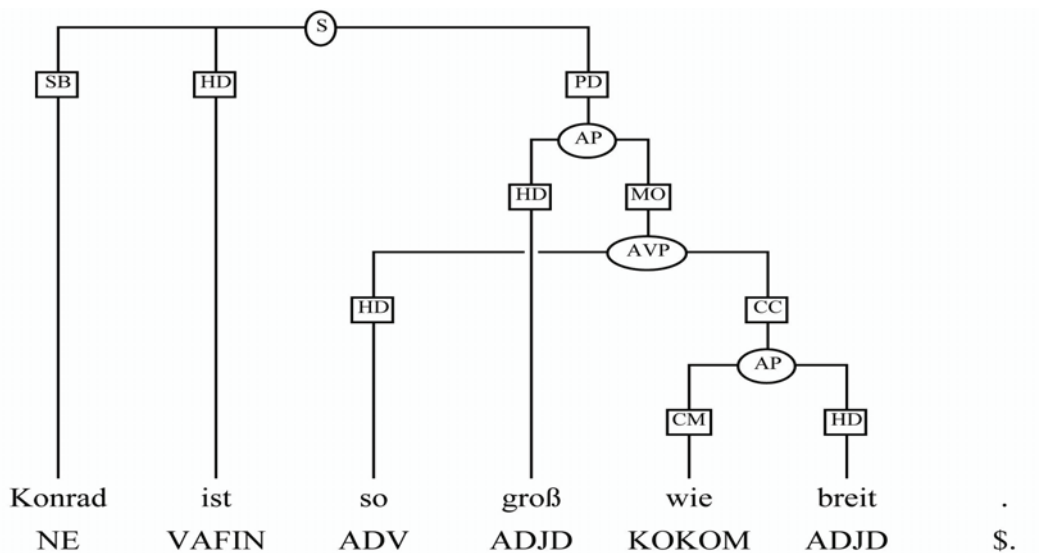 S
SB HD PD
AP
HD MO
AVP
HD CC
AP
CM HD
Konrad ist so groß wie breit .
NE VAFIN ADV ADJD KOKOM ADJD $.